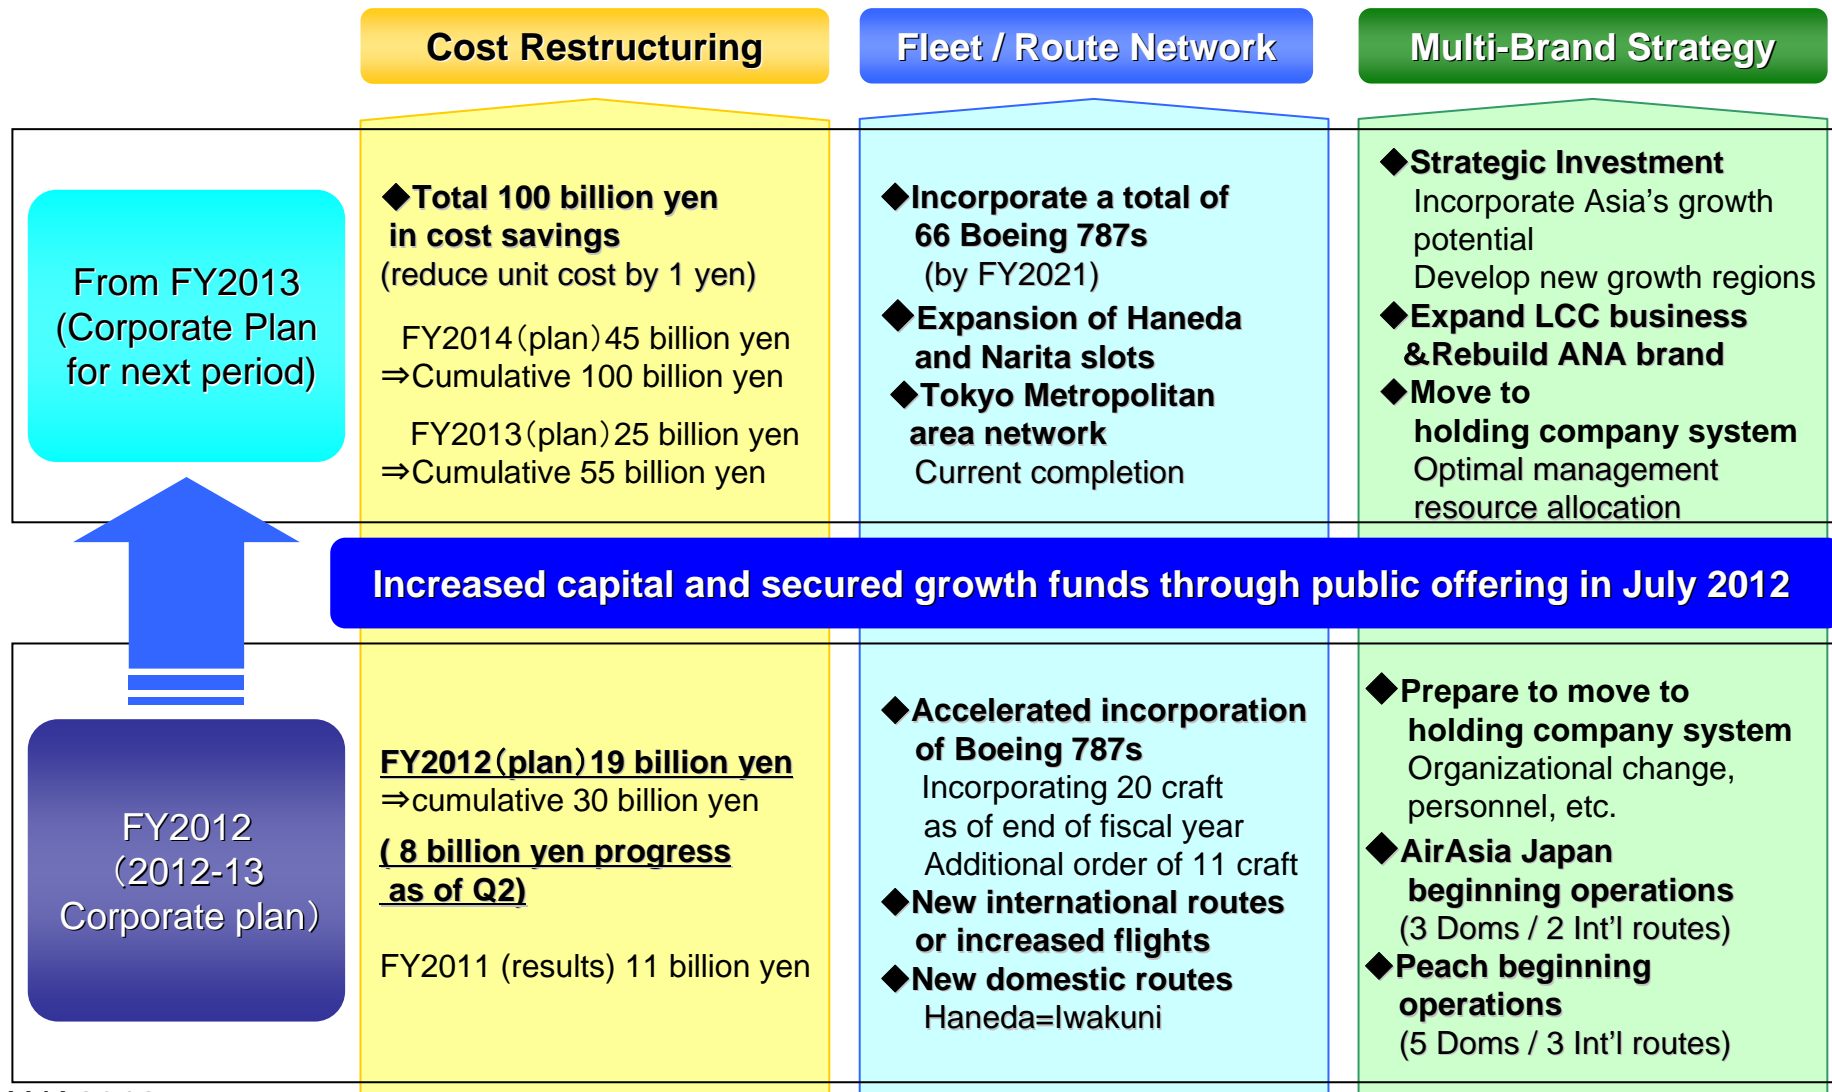 Cost Restructuring
Fleet / Route Network
Multi-Brand Strategy
From FY2013
(Corporate Plan
for next period)
◆Total 100 billion yen
in cost savings
(reduce unit cost by 1 yen)
FY2014（plan）45 billion yen
⇒Cumulative 100 billion yen
FY2013（plan）25 billion yen
⇒Cumulative 55 billion yen
◆Incorporate a total of
66 Boeing 787s
(by FY2021)
◆Expansion of Haneda
and Narita slots
◆Tokyo Metropolitan
area network
Current completion
◆Strategic Investment
Incorporate Asia's growth
potential
Develop new growth regions
◆Expand LCC business
&Rebuild ANA brand
◆Move to
holding company system
Optimal management
resource allocation
Increased capital and secured growth funds through public offering in July 2012
FY2012
（2012-13
Corporate plan）
FY2012（plan）19 billion yen
⇒cumulative 30 billion yen
( 8 billion yen progress
as of Q2)
FY2011 (results) 11 billion yen
◆Accelerated incorporation
of Boeing 787s
Incorporating 20 craft
as of end of fiscal year
Additional order of 11 craft
◆New international routes
or increased flights
◆New domestic routes
Haneda=Iwakuni
◆Prepare to move to
holding company system
Organizational change,
personnel, etc.
◆AirAsia Japan
beginning operations
(3 Doms / 2 Int'l routes)
◆Peach beginning
operations
(5 Doms / 3 Int'l routes)